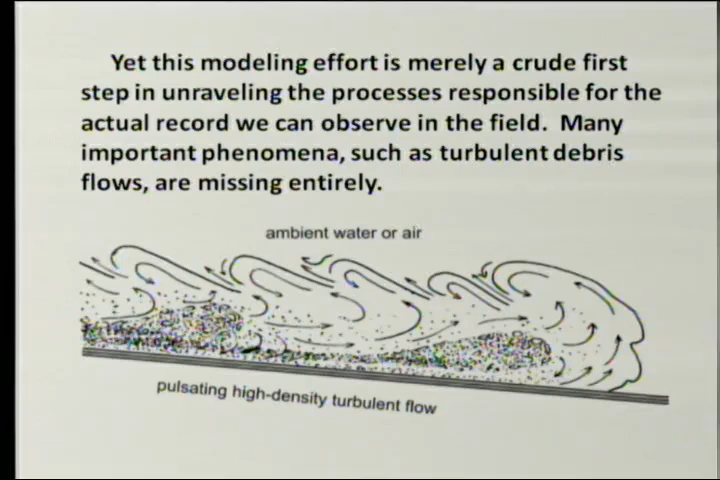 Yet this modeling effort is merely a crude first
step in unraveling the processes responsible for the
actual record we can observe in the field. Many
important phenomena, such as turbulent debris
flows, are missing entirely.
ambient water or air
pulsating high-density turbulent flow